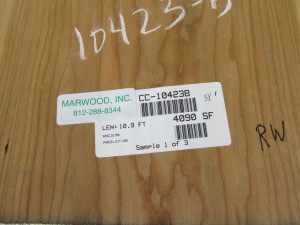 10423-B
MARWOOD, INC.
812-288-8344
CC-10423B
LEN: 10.9 FT
4090 SF
Sample 1 of 3
RW